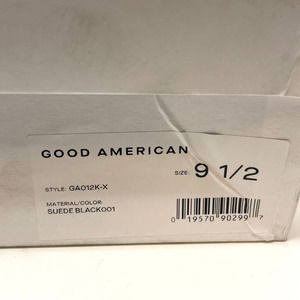 GOOD AMERICAN
SIZE: 9 1/2
STYLE: GA012K-X
MATERIAL/COLOR:
SUEDE BLACK001
0 19570 90299 7